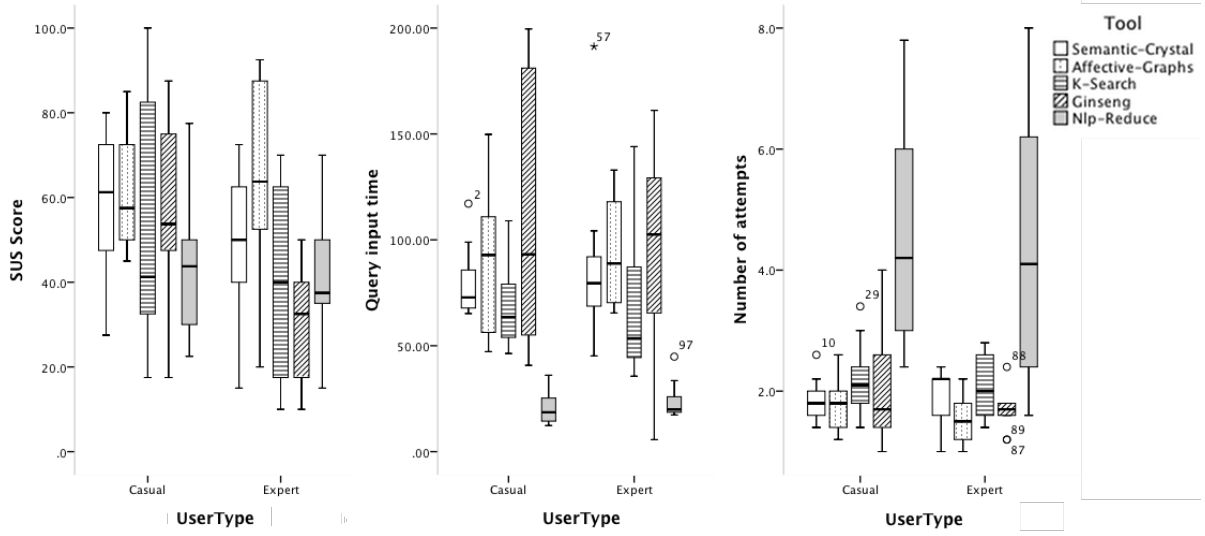 SUS Score
100.0
80.0
60.0
40.0
20.0
.0
Casual
Expert
UserType
Query input time
200.00
150.00
100.00
50.00
.00
2
57
97
Casual
Expert
UserType
Number of attempts
8.0
6.0
4.0
2.0
10
29
88
89
87
Casual
Expert
UserType
Tool
Semantic-Crystal
Affective-Graphs
K-Search
Ginseng
Nlp-Reduce